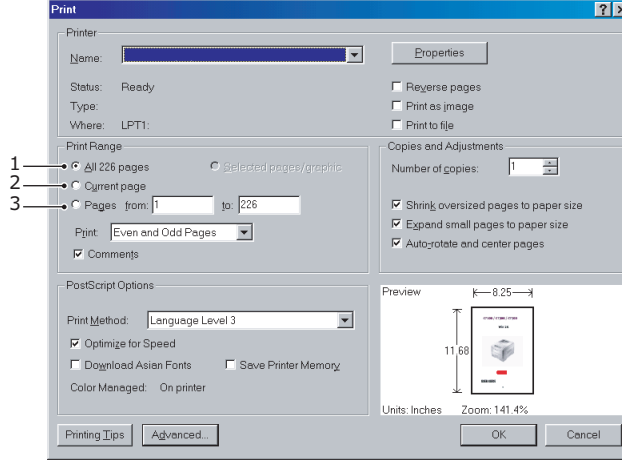 Print
Printer
Name:
Properties
Status: Ready
Reverse pages
Type:
Print as image
Where: LPT1:
Print to file
Print Range
Copies and Adjustments
1
All 226 pages
Selected pages/graphic
Number of copies: 1
2
Current page
3
Pages from: 1 to: 226
Shrink oversized pages to paper size
Print: Even and Odd Pages
Expand small pages to paper size
Comments
Auto-rotate and center pages
PostScript Options
Preview
8.25
Print Method: Language Level 3
Optimize for Speed
11.68
Download Asian Fonts
Save Printer Memory
Color Managed: On printer
Units: Inches Zoom: 141.4%
Printing Tips
Advanced...
OK
Cancel